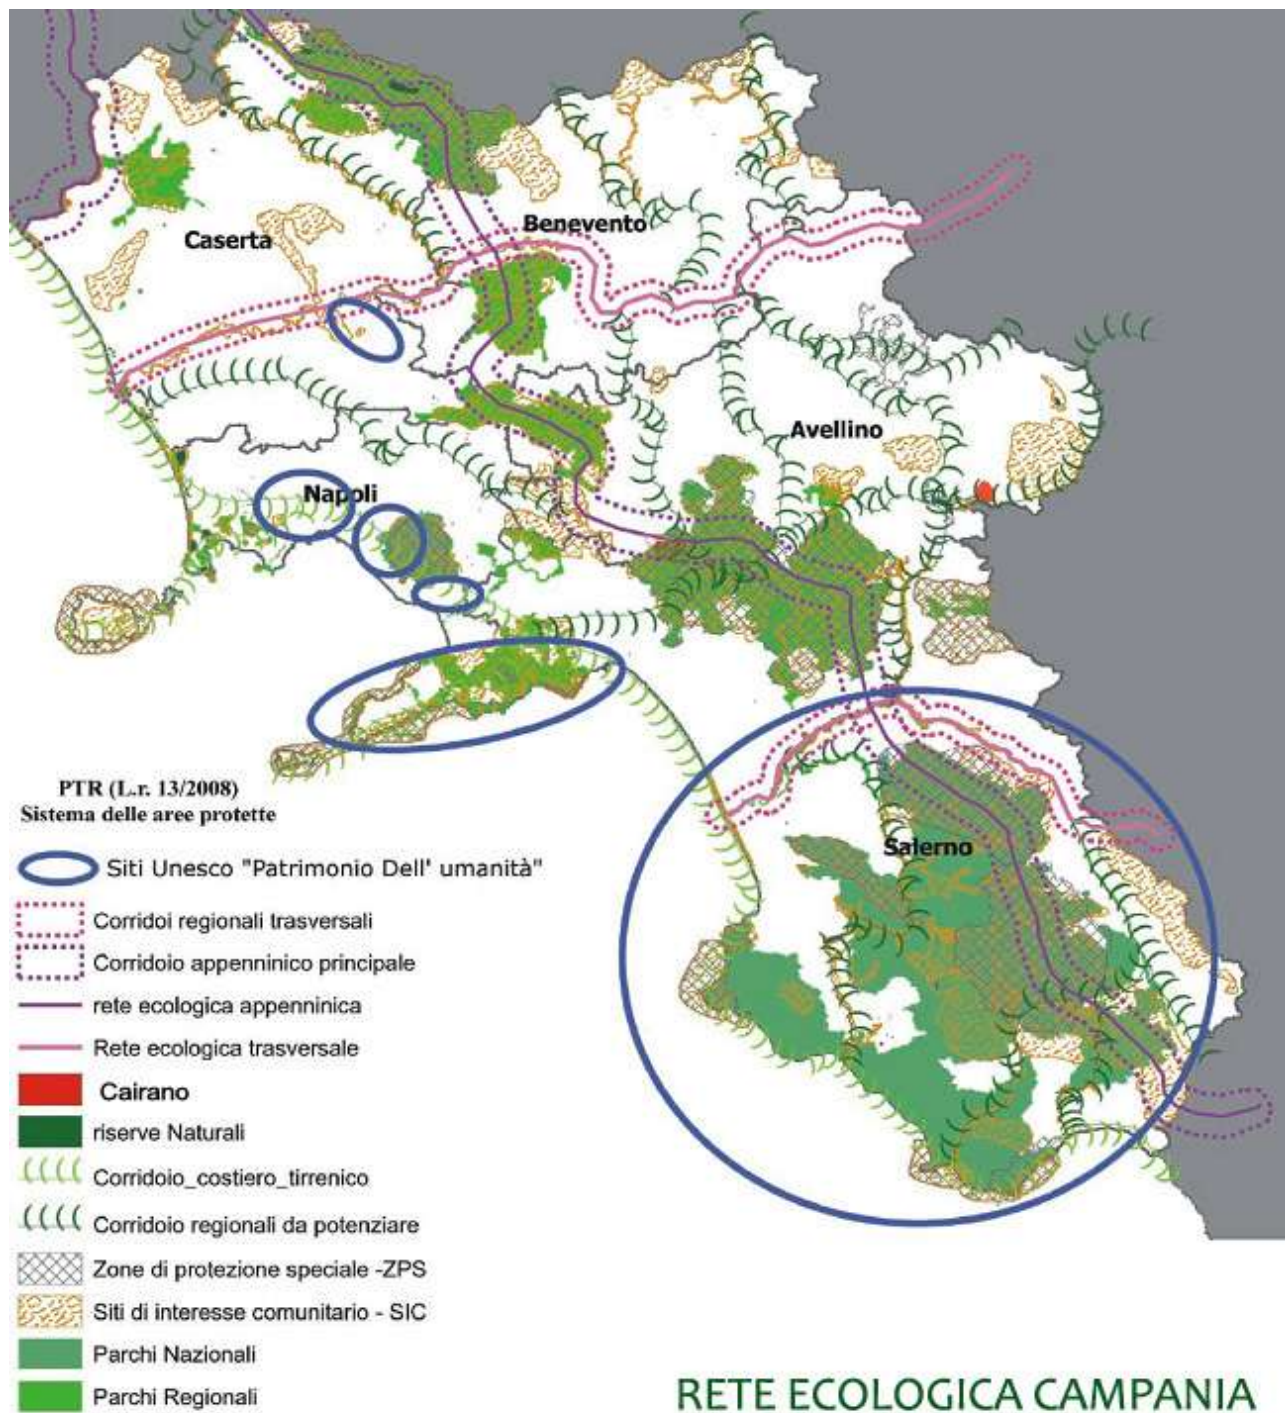 Benevento
Caserta
Avellino
Napoli
Salerno
PTR (L.r. 13/2008)
Sistema delle aree protette
Siti Unesco "Patrimonio Dell' umanità"
Corridoi regionali trasversali
Corridoio appenninico principale
rete ecologica appenninica
Rete ecologica trasversale
Cairano
riserve Naturali
Corridoio_costiero_tirrenico
Corridoio regionali da potenziare
Zone di protezione speciale -ZPS
Siti di interesse comunitario - SIC
Parchi Nazionali
Parchi Regionali
RETE ECOLOGICA CAMPANIA